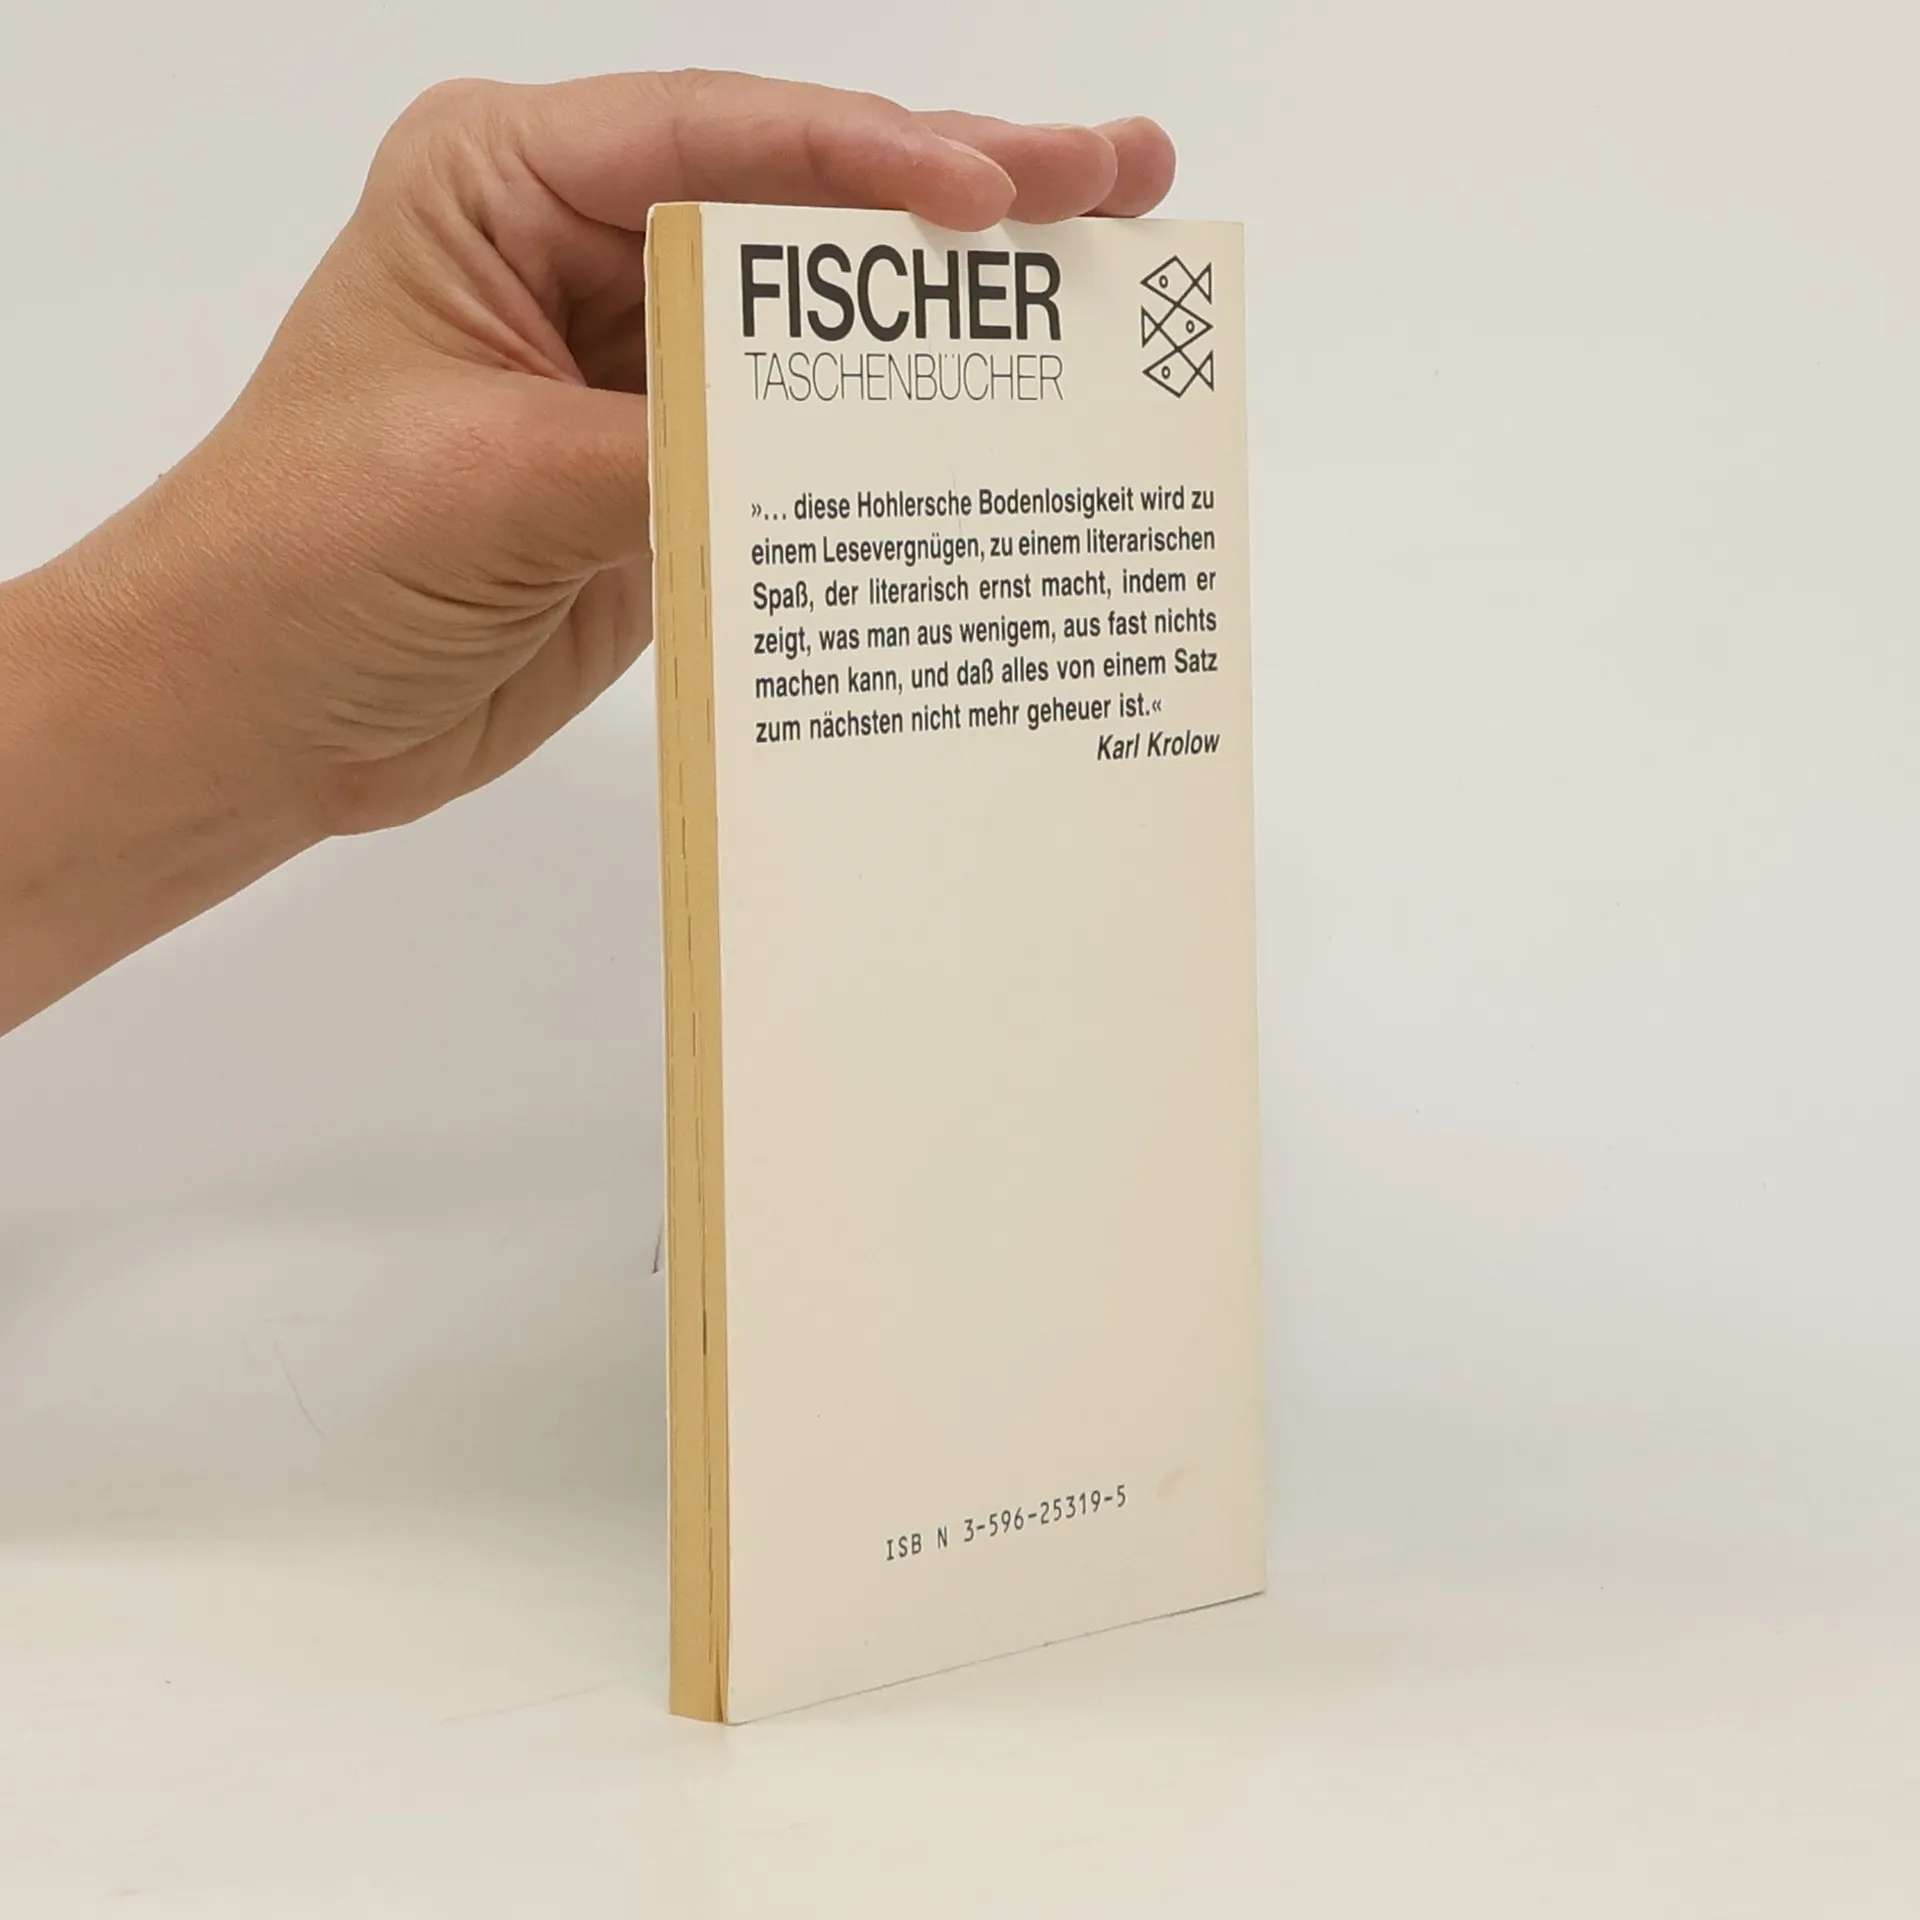 FISCHER
TASCHENBÜCHER
»... diese Hohlersche Bodenlosigkeit wird zu
einem Lesevergnügen, zu einem literarischen
Spaß, der literarisch ernst macht, indem er
zeigt, was man aus wenigem, aus fast nichts
machen kann, und daß alles von einem Satz
zum nächsten nicht mehr geheuer ist.«
Karl Krolow
ISB N 3-596-25319-5